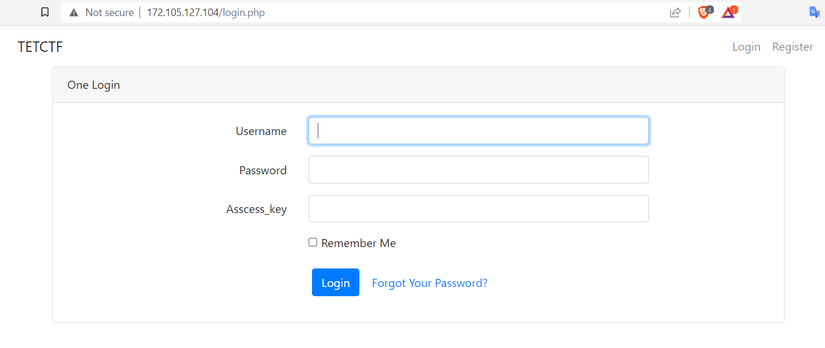 Not secure | 172.105.127.104/login.php
TETCTF Login Register
One Login
Username
Password
Asscess_key
Remember Me
Login Forgot Your Password?